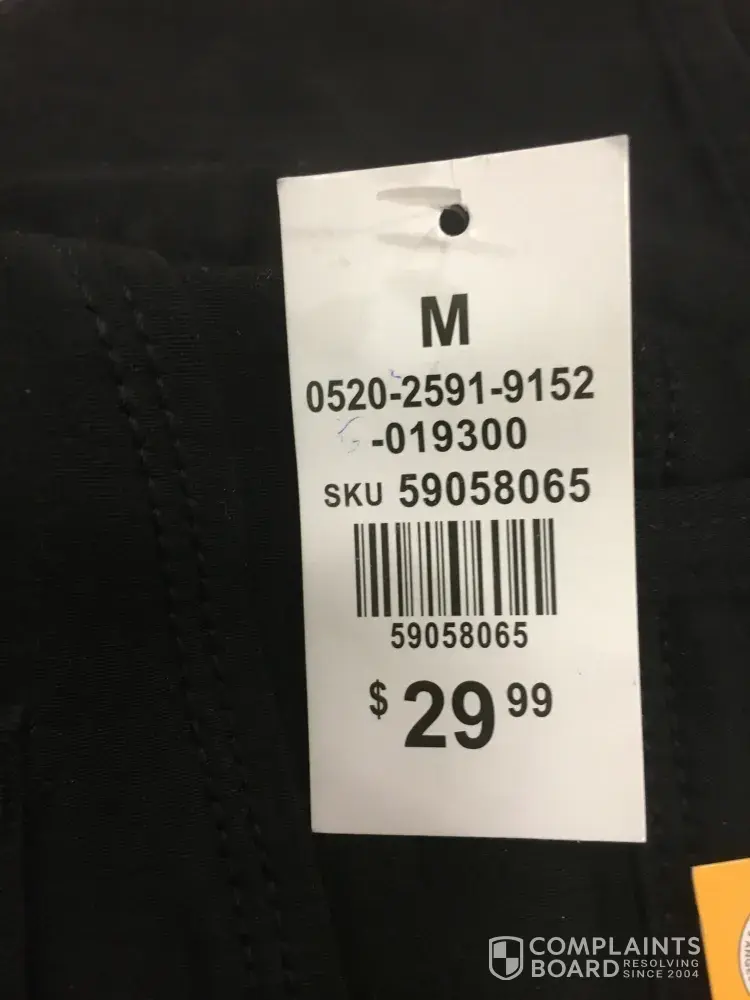 M
0520-2591-9152
-019300
SKU 59058065
59058065
$29.99
COMPLAINTS
BOARD RESOLVING
SINCE 2004